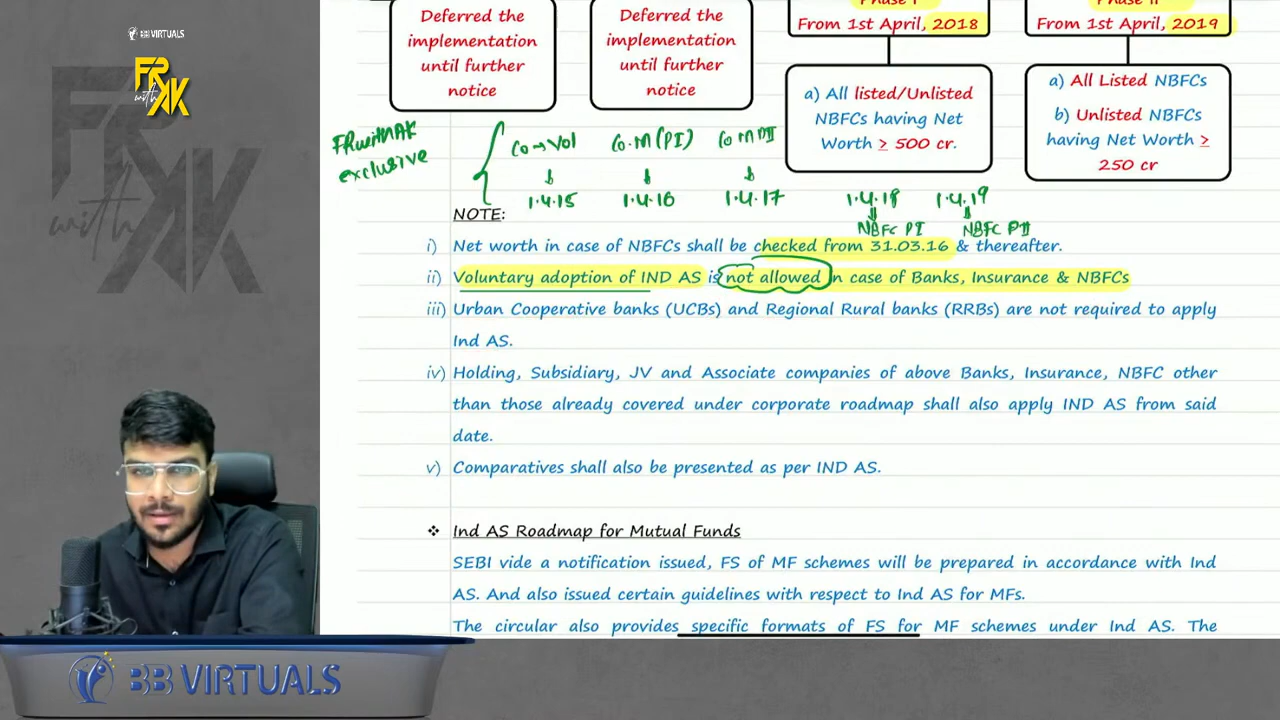 BB VIRTUALS
FR
with
AK
Deferred the
implementation
until further
notice
Deferred the
implementation
until further
notice
From 1st April, 2018
a) All listed/Unlisted
NBFCs having Net
Worth ≥ 500 cr.
Phase II
From 1st April, 2019
a) All Listed NBFCs
b) Unlisted NBFCs
having Net Worth ≥
250 cr
FRwithAK
exclusive
Co→Vol Co.M(PI) Co M PII
1.4.15 1.4.16 1.4.17 1.4.18 1.4.19
NBFC PI NBFC PII
NOTE:
i) Net worth in case of NBFCs shall be checked from 31.03.16 & thereafter.
ii) Voluntary adoption of IND AS is not allowed in case of Banks, Insurance & NBFCs
iii) Urban Cooperative banks (UCBs) and Regional Rural banks (RRBs) are not required to apply
Ind AS.
iv) Holding, Subsidiary, JV and Associate companies of above Banks, Insurance, NBFC other
than those already covered under corporate roadmap shall also apply IND AS from said
date.
v) Comparatives shall also be presented as per IND AS.
❖ Ind AS Roadmap for Mutual Funds
SEBI vide a notification issued, FS of MF schemes will be prepared in accordance with Ind
AS. And also issued certain guidelines with respect to Ind AS for MFs.
The circular also provides specific formats of FS for MF schemes under Ind AS. The
BB VIRTUALS